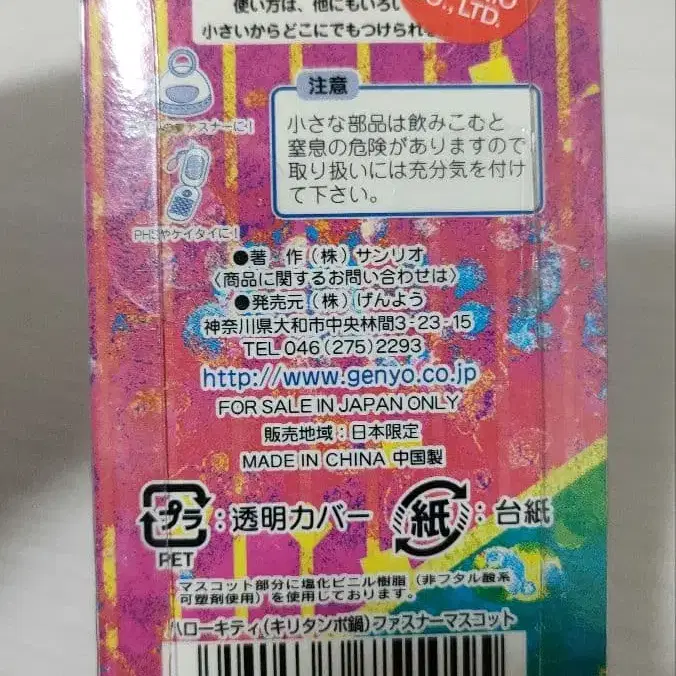 使い方は、他にもいろい
小さいからどこにでもつけられ
., LTD.
注意
小さな部品は飲みこむと
窒息の危険がありますので
取り扱いには充分気を付け
て下さい。
ファスナーに!
PHSやケイタイに!
●著 作(株)サンリオ
〈商品に関するお問い合わせは〉
●発売元(株)げんよう
神奈川県大和市中央林間3-23-15
TEL 046(275)2293
http://www.genyo.co.jp
FOR SALE IN JAPAN ONLY
販売地域:日本限定
MADE IN CHINA 中国製
プラ:透明カバー 紙:台紙
PET
マスコット部分に塩化ビニル樹脂(非フタル酸系
可塑剤使用)を使用しております。
ハローキティ(キリタンポ鍋)ファスナーマスコット